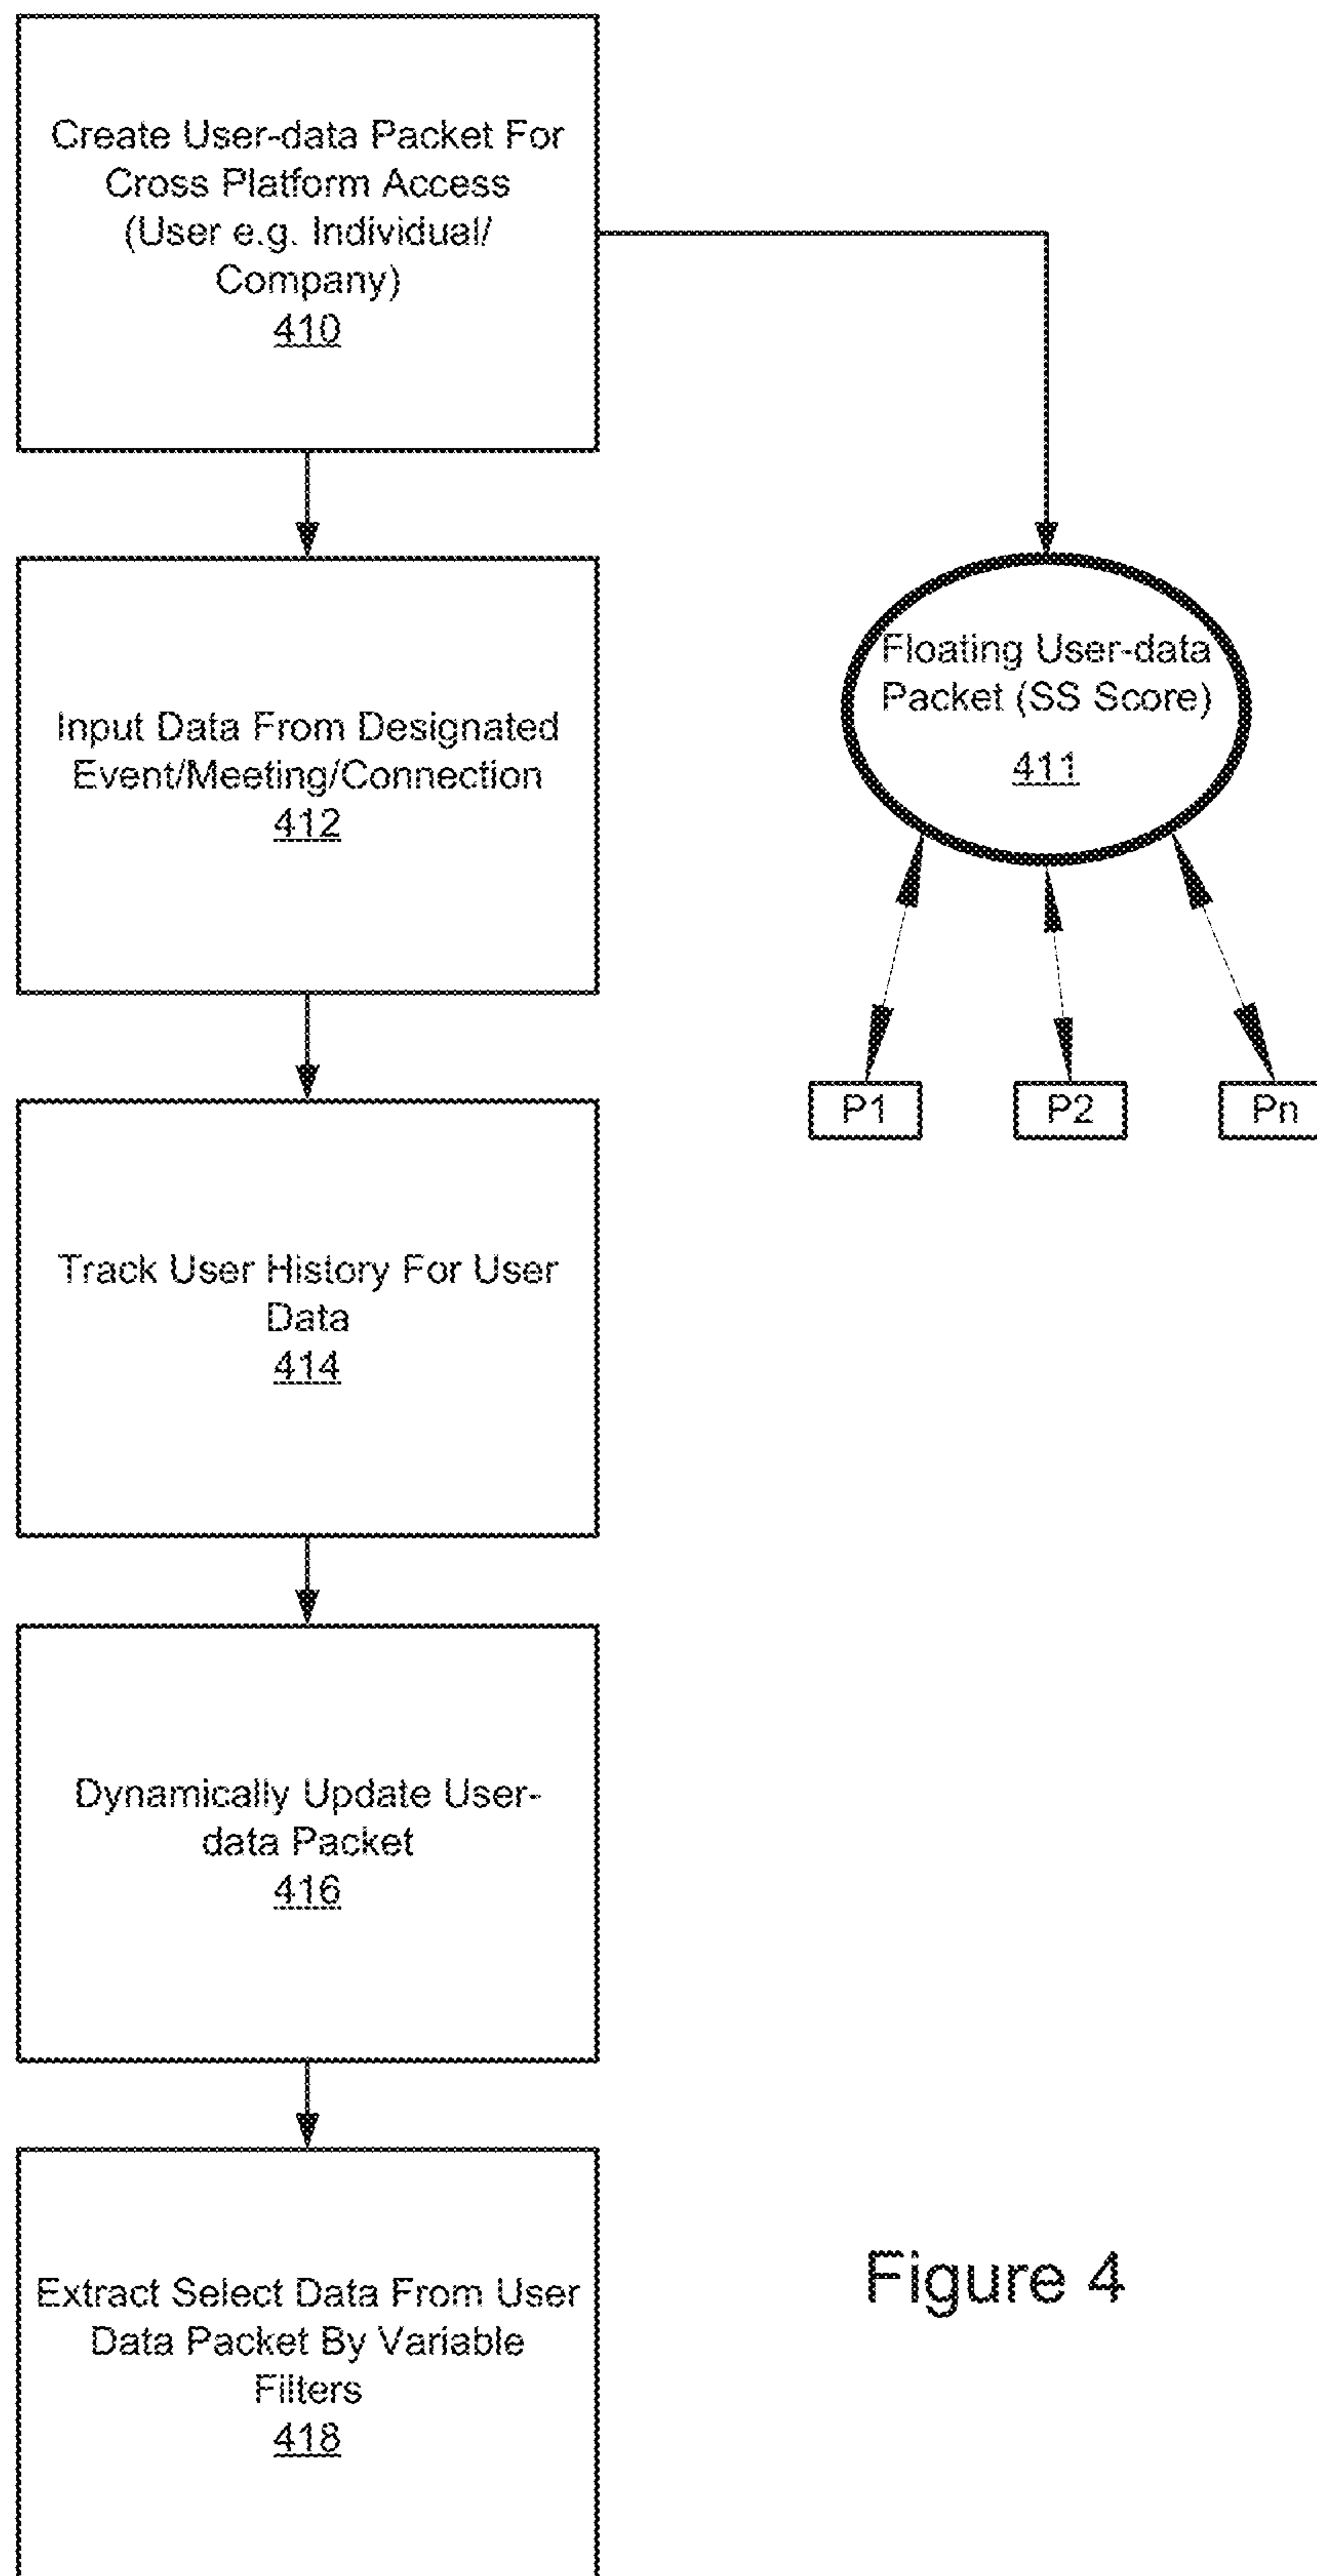 Create User-data Packet For
Cross Platform Access
(User e.g. Individual/
Company)
410
Input Data From Designated
Event/Meeting/Connection
412
Track User History For User
Data
414
Dynamically Update User-
data Packet
416
Extract Select Data From User
Data Packet By Variable
Filters
418
Floating User-data
Packet (SS Score)
411
P1
P2
Pn
Figure 4